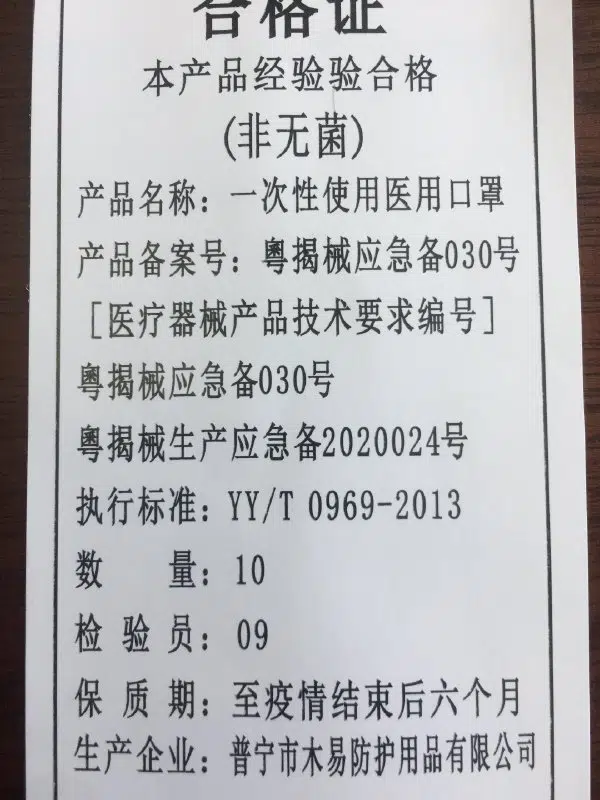 合格证
本产品经验验合格
(非无菌)
产品名称：一次性使用医用口罩
产品备案号：粤揭械应急备030号
［医疗器械产品技术要求编号］
粤揭械应急备030号
粤揭械生产应急备2020024号
执行标准：YY/T 0969-2013
数 量：10
检 验 员：09
保 质 期：至疫情结束后六个月
生产企业：普宁市木易防护用品有限公司